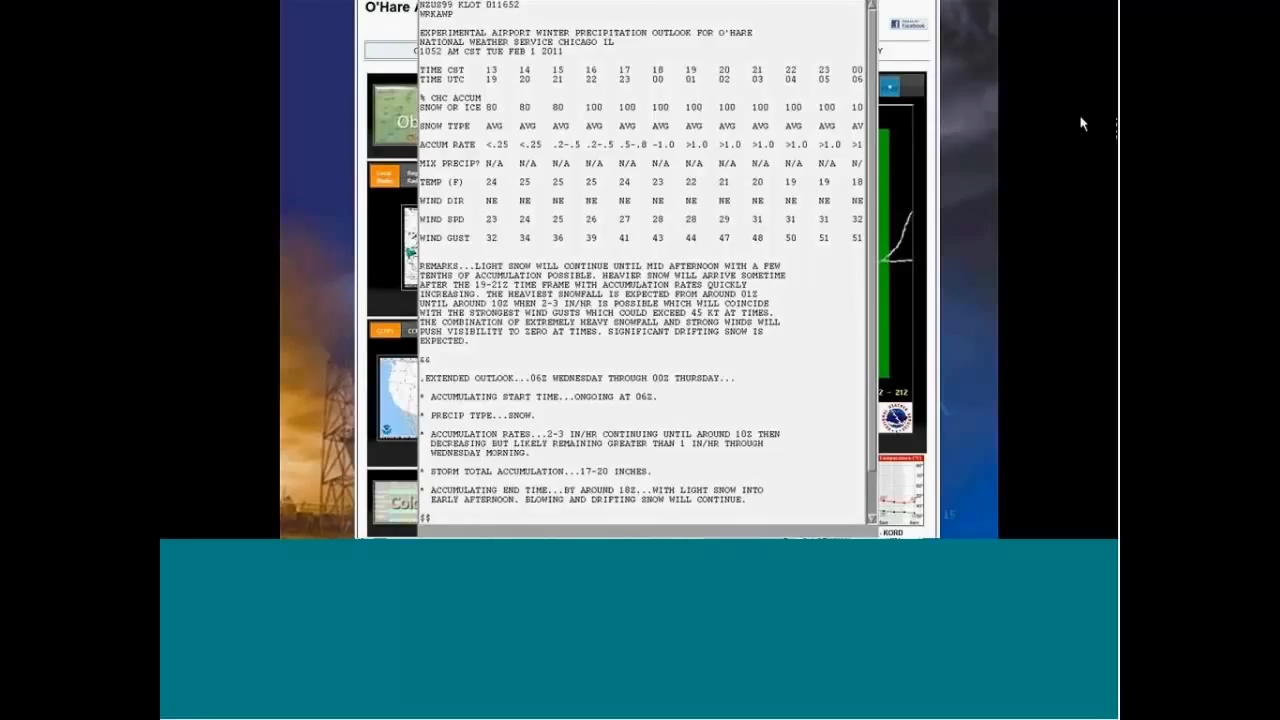 O'Hare A
NZUS99 KLOT 011652
WRKAWP
Facebook
EXPERIMENTAL AIRPORT WINTER PRECIPITATION OUTLOOK FOR O'HARE
NATIONAL WEATHER SERVICE CHICAGO IL
1052 AM CST TUE FEB 1 2011
TIME CST 13 14 15 16 17 18 19 20 21 22 23 00
TIME UTC 19 20 21 22 23 00 01 02 03 04 05 06
% CHC ACCUM
SNOW OR ICE 80 80 80 100 100 100 100 100 100 100 100 10
SNOW TYPE AVG AVG AVG AVG AVG AVG AVG AVG AVG AVG AVG AV
ACCUM RATE <.25 <.25 .2-.5 .2-.5 .5-.8 -1.0 >1.0 >1.0 >1.0 >1.0 >1.0 >1
MIX PRECIP? N/A N/A N/A N/A N/A N/A N/A N/A N/A N/A N/A N/
TEMP (F) 24 25 25 25 24 23 22 21 20 19 19 18
WIND DIR NE NE NE NE NE NE NE NE NE NE NE NE
WIND SPD 23 24 25 26 27 28 28 29 31 31 31 32
WIND GUST 32 34 36 39 41 43 44 47 48 50 51 51
REMARKS...LIGHT SNOW WILL CONTINUE UNTIL MID AFTERNOON WITH A FEW
TENTHS OF ACCUMULATION POSSIBLE. HEAVIER SNOW WILL ARRIVE SOMETIME
AFTER THE 19-21Z TIME FRAME WITH ACCUMULATION RATES QUICKLY
INCREASING. THE HEAVIEST SNOWFALL IS EXPECTED FROM AROUND 01Z
UNTIL AROUND 10Z WHEN 2-3 IN/HR IS POSSIBLE WHICH WILL COINCIDE
WITH THE STRONGEST WIND GUSTS WHICH COULD EXCEED 45 KT AT TIMES.
THE COMBINATION OF EXTREMELY HEAVY SNOWFALL AND STRONG WINDS WILL
PUSH VISIBILITY TO ZERO AT TIMES. SIGNIFICANT DRIFTING SNOW IS
EXPECTED.
&&
.EXTENDED OUTLOOK...06Z WEDNESDAY THROUGH 00Z THURSDAY...
* ACCUMULATING START TIME...ONGOING AT 06Z.
* PRECIP TYPE...SNOW.
* ACCUMULATION RATES...2-3 IN/HR CONTINUING UNTIL AROUND 10Z THEN
DECREASING BUT LIKELY REMAINING GREATER THAN 1 IN/HR THROUGH
WEDNESDAY MORNING.
* STORM TOTAL ACCUMULATION...17-20 INCHES.
* ACCUMULATING END TIME...BY AROUND 18Z...WITH LIGHT SNOW INTO
EARLY AFTERNOON. BLOWING AND DRIFTING SNOW WILL CONTINUE.
$$
Ob
Z - 21Z
15
KORD